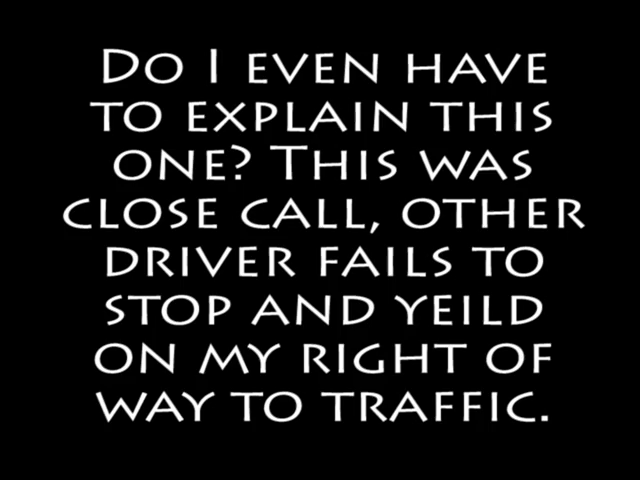 Do I even have
to explain this
one? This was
close call, other
driver fails to
stop and yeild
on my right of
way to traffic.